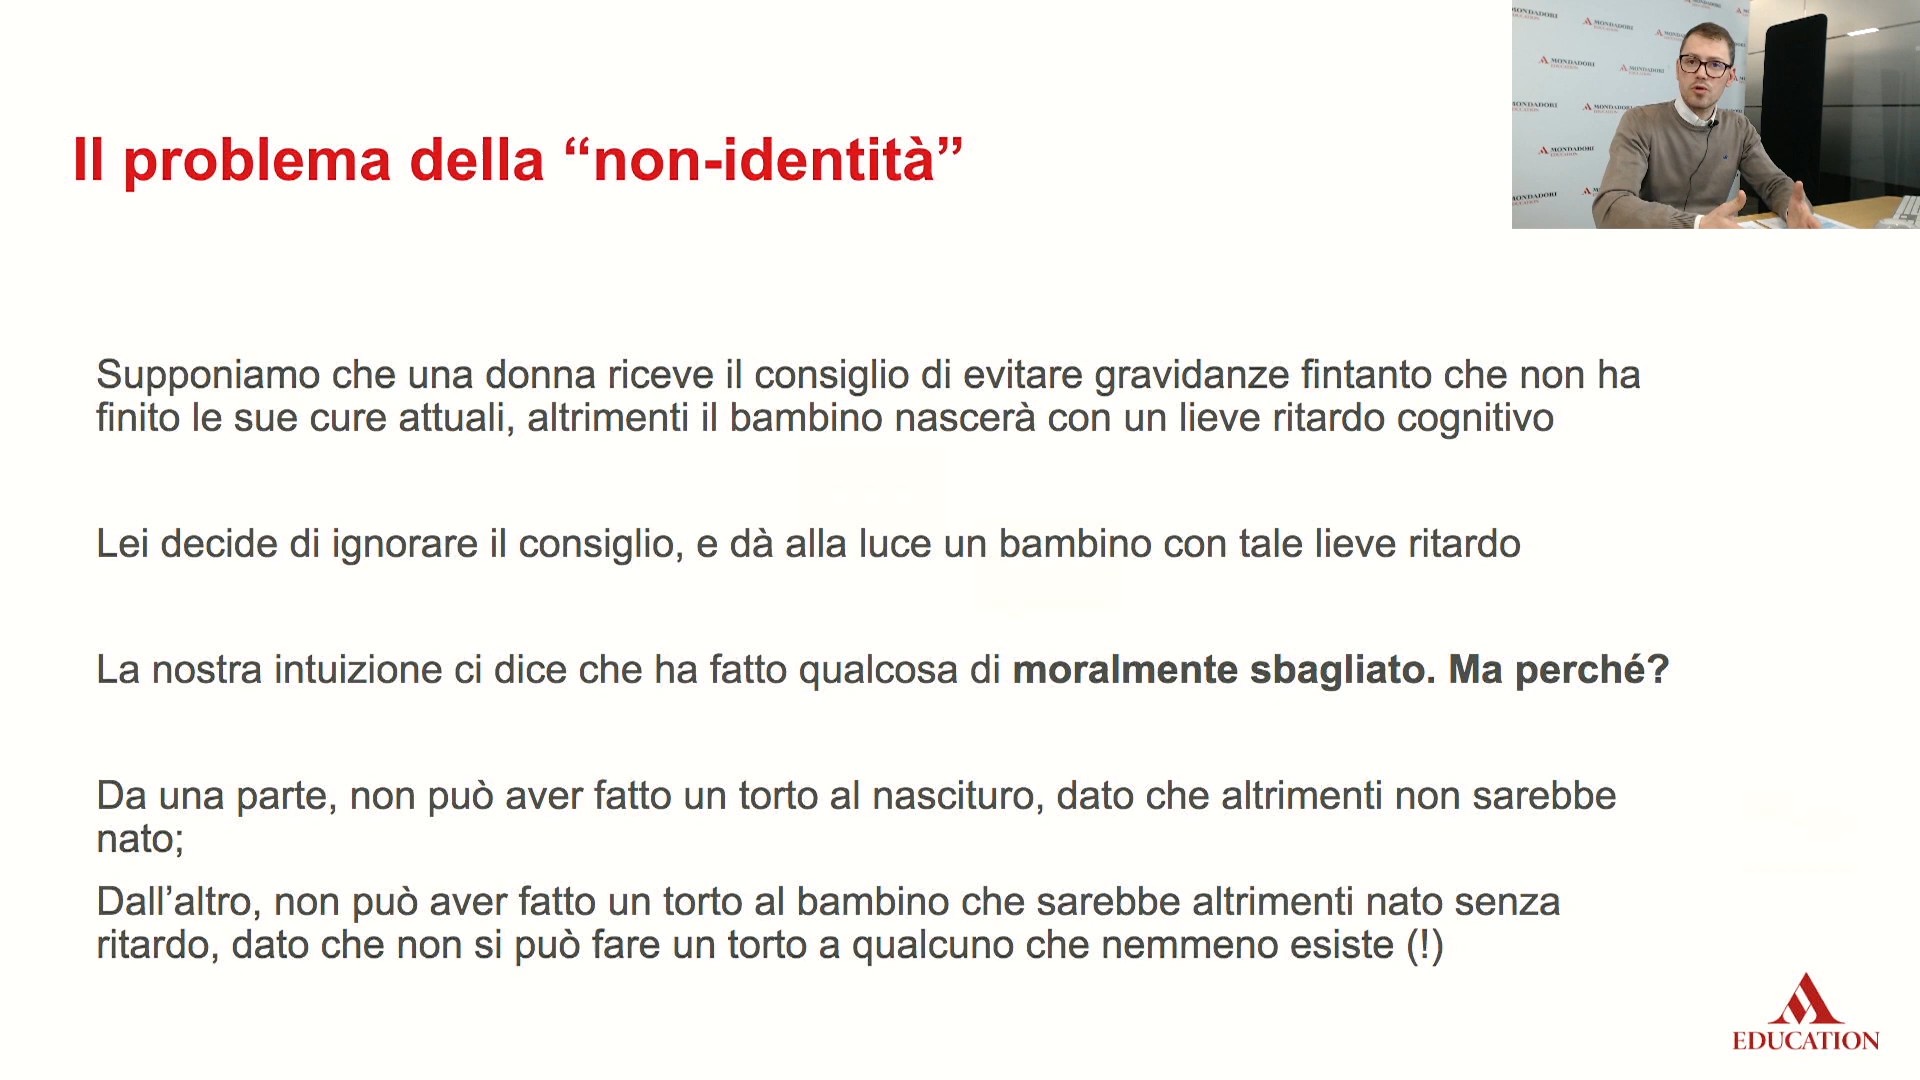 Il problema della “non-identità”
Supponiamo che una donna riceve il consiglio di evitare gravidanze fintanto che non ha
finito le sue cure attuali, altrimenti il bambino nascerà con un lieve ritardo cognitivo
Lei decide di ignorare il consiglio, e dà alla luce un bambino con tale lieve ritardo
La nostra intuizione ci dice che ha fatto qualcosa di moralmente sbagliato. Ma perché?
Da una parte, non può aver fatto un torto al nascituro, dato che altrimenti non sarebbe
nato;
Dall’altro, non può aver fatto un torto al bambino che sarebbe altrimenti nato senza
ritardo, dato che non si può fare un torto a qualcuno che nemmeno esiste (!)
EDUCATION
MONDADORI
EDUCATION